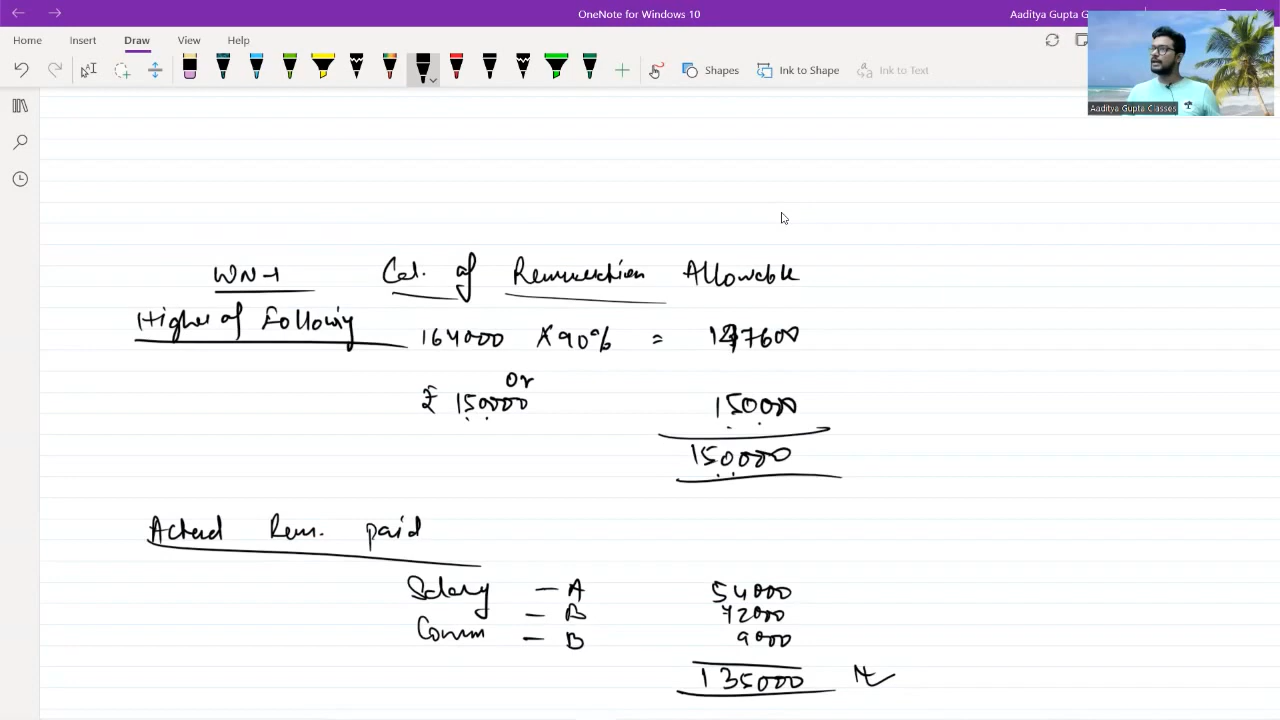 OneNote for Windows 10
Aaditya Gupta G
Home Insert Draw View Help
Shapes Ink to Shape Ink to Text
Aaditya Gupta Classes
WN-1 Cal. of Remuneration Allowable
Higher of Following
164000 X 90% = 147600
Or
₹ 150000 150000
150000
Actual Rem. paid
Salary - A 54000
- B 72000
Comm - B 9000
135000